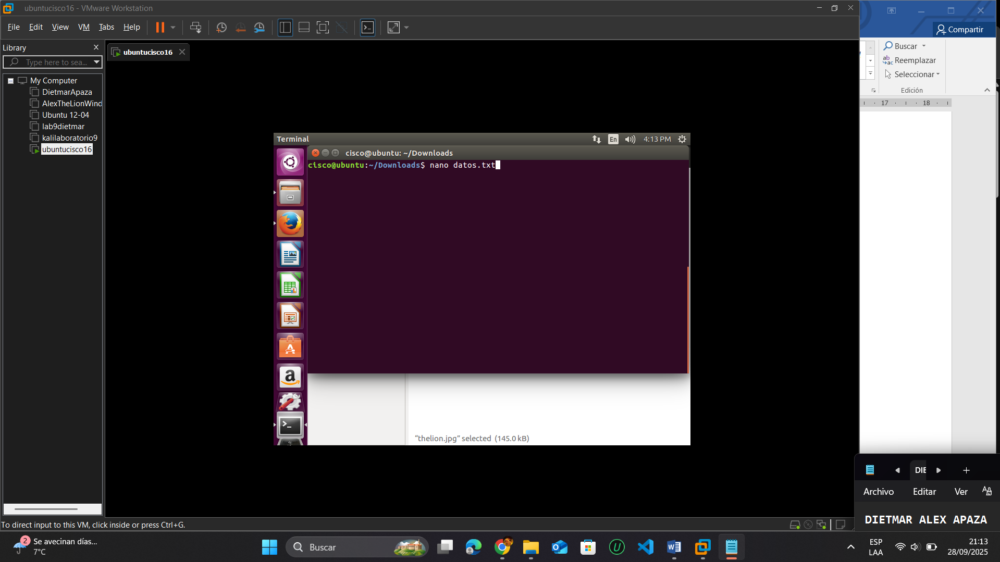 ubuntucisco16 - VMware Workstation
File Edit View VM Tabs Help
Library
Type here to sea...
My Computer
DietmarApaza
AlexTheLionWind
Ubuntu 12-04
lab9dietmar
kalilaboratorio9
ubuntucisco16
ubuntucisco16
Terminal
En
4:13 PM
cisco@ubuntu: ~/Downloads
cisco@ubuntu:~/Downloads$ nano datos.txt
“thelion.jpg” selected (145.0 kB)
To direct input to this VM, click inside or press Ctrl+G.
Compartir
Buscar
Reemplazar
Seleccionar
Edición
17 18
DIE
Archivo Editar Ver
DIETMAR ALEX APAZA
2
Se avecinan días...
7°C
Buscar
ESP
LAA
21:13
28/09/2025